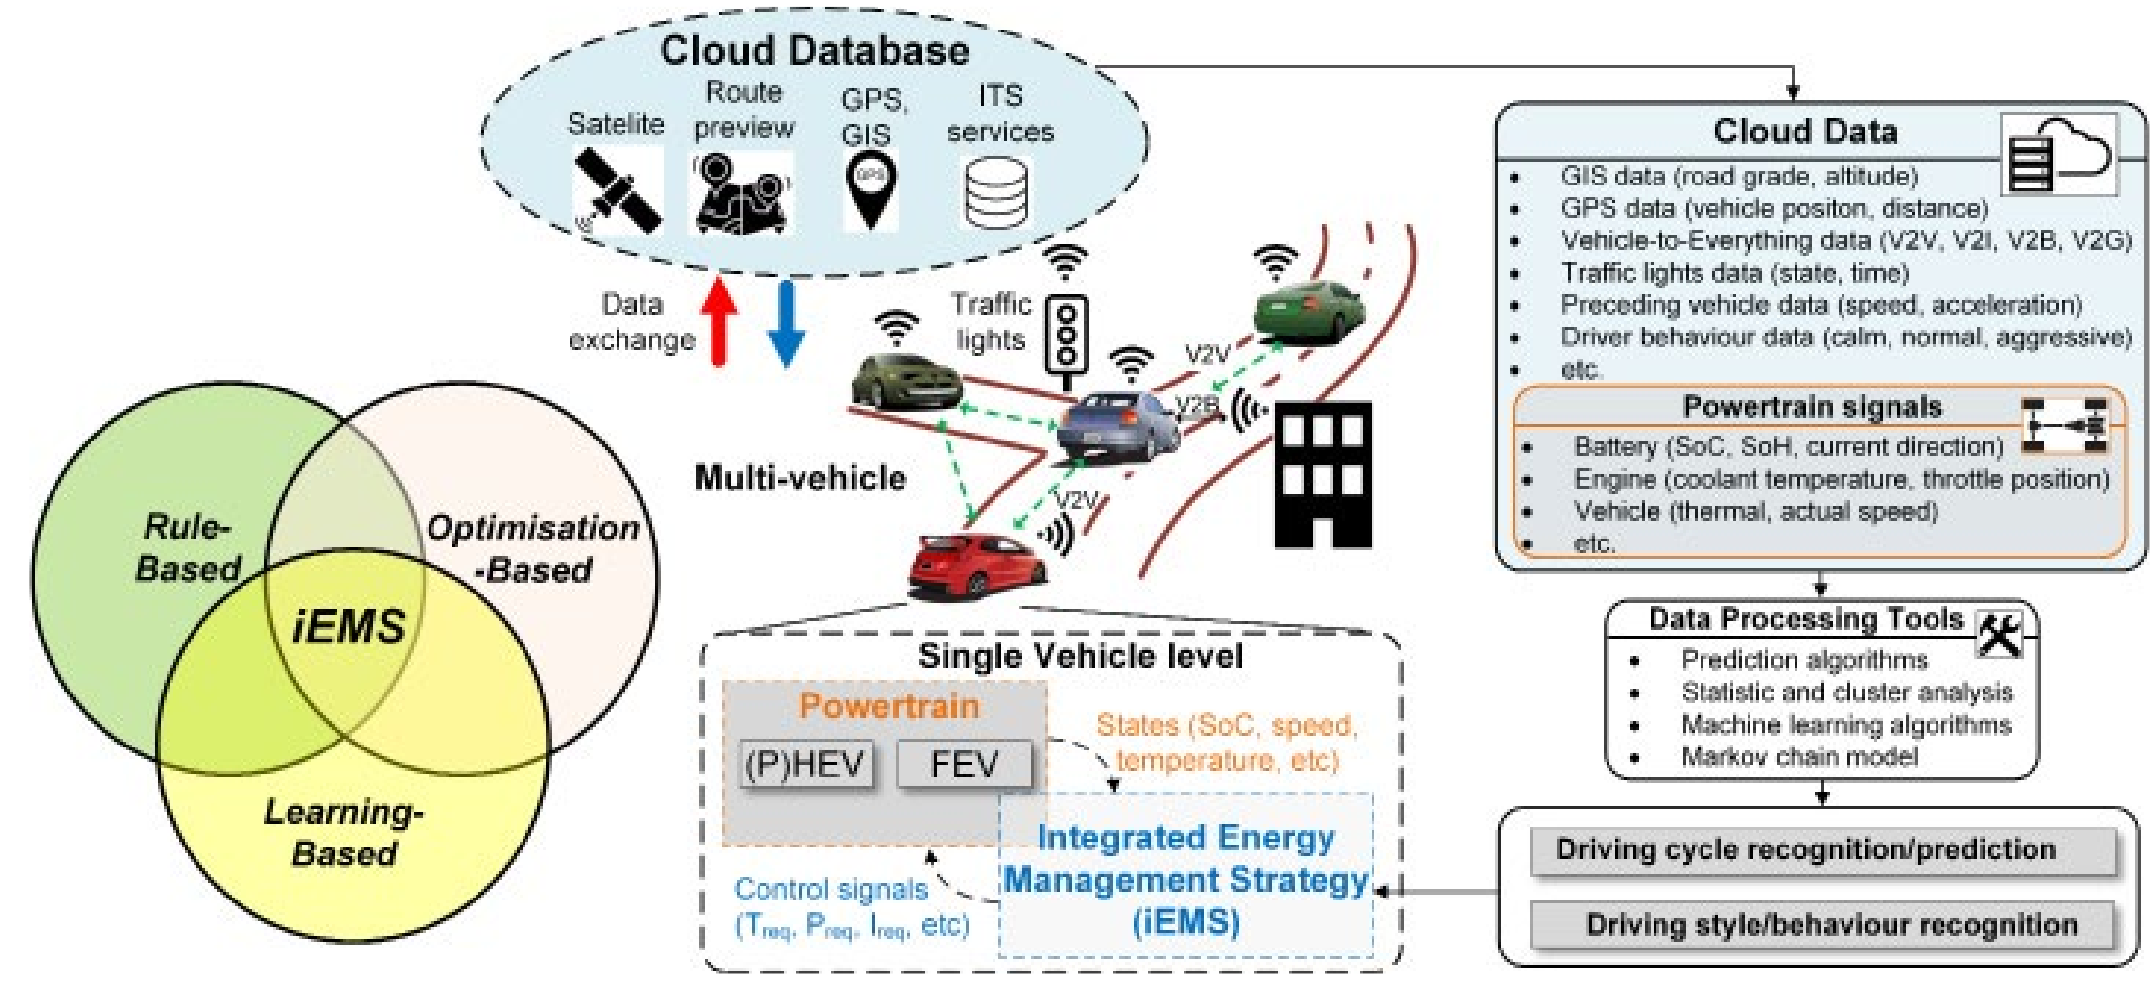 Cloud Database
Satelite
Route
preview
GPS,
GIS
GPS
ITS
services
Data
exchange
Traffic
lights
V2V
V2B
V2V
Multi-vehicle
Rule-
Based
Optimisation
-Based
iEMS
Learning-
Based
Single Vehicle level
Powertrain
(P)HEV
FEV
States (SoC, speed,
temperature, etc)
Integrated Energy
Management Strategy
(iEMS)
Control signals
(Treq, Preq, Ireq, etc)
Cloud Data
• GIS data (road grade, altitude)
• GPS data (vehicle positon, distance)
• Vehicle-to-Everything data (V2V, V2I, V2B, V2G)
• Traffic lights data (state, time)
• Preceding vehicle data (speed, acceleration)
• Driver behaviour data (calm, normal, aggressive)
• etc.
Powertrain signals
• Battery (SoC, SoH, current direction)
• Engine (coolant temperature, throttle position)
• Vehicle (thermal, actual speed)
• etc.
Data Processing Tools
• Prediction algorithms
• Statistic and cluster analysis
• Machine learning algorithms
• Markov chain model
Driving cycle recognition/prediction
Driving style/behaviour recognition